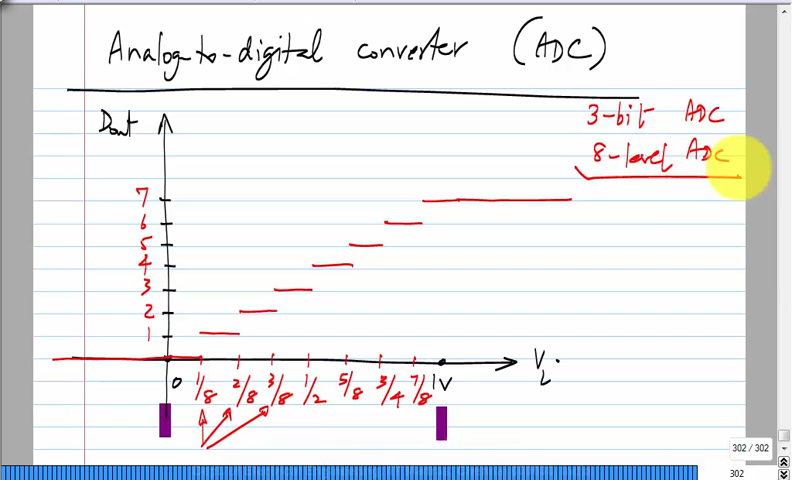 Analog-to-digital converter (ADC)
3-bit ADC
8-level ADC
Dout
7
6
5
4
3
2
1
0 1/8 2/8 3/8 1/2 5/8 3/4 7/8 1V
Vi
302 / 302
302